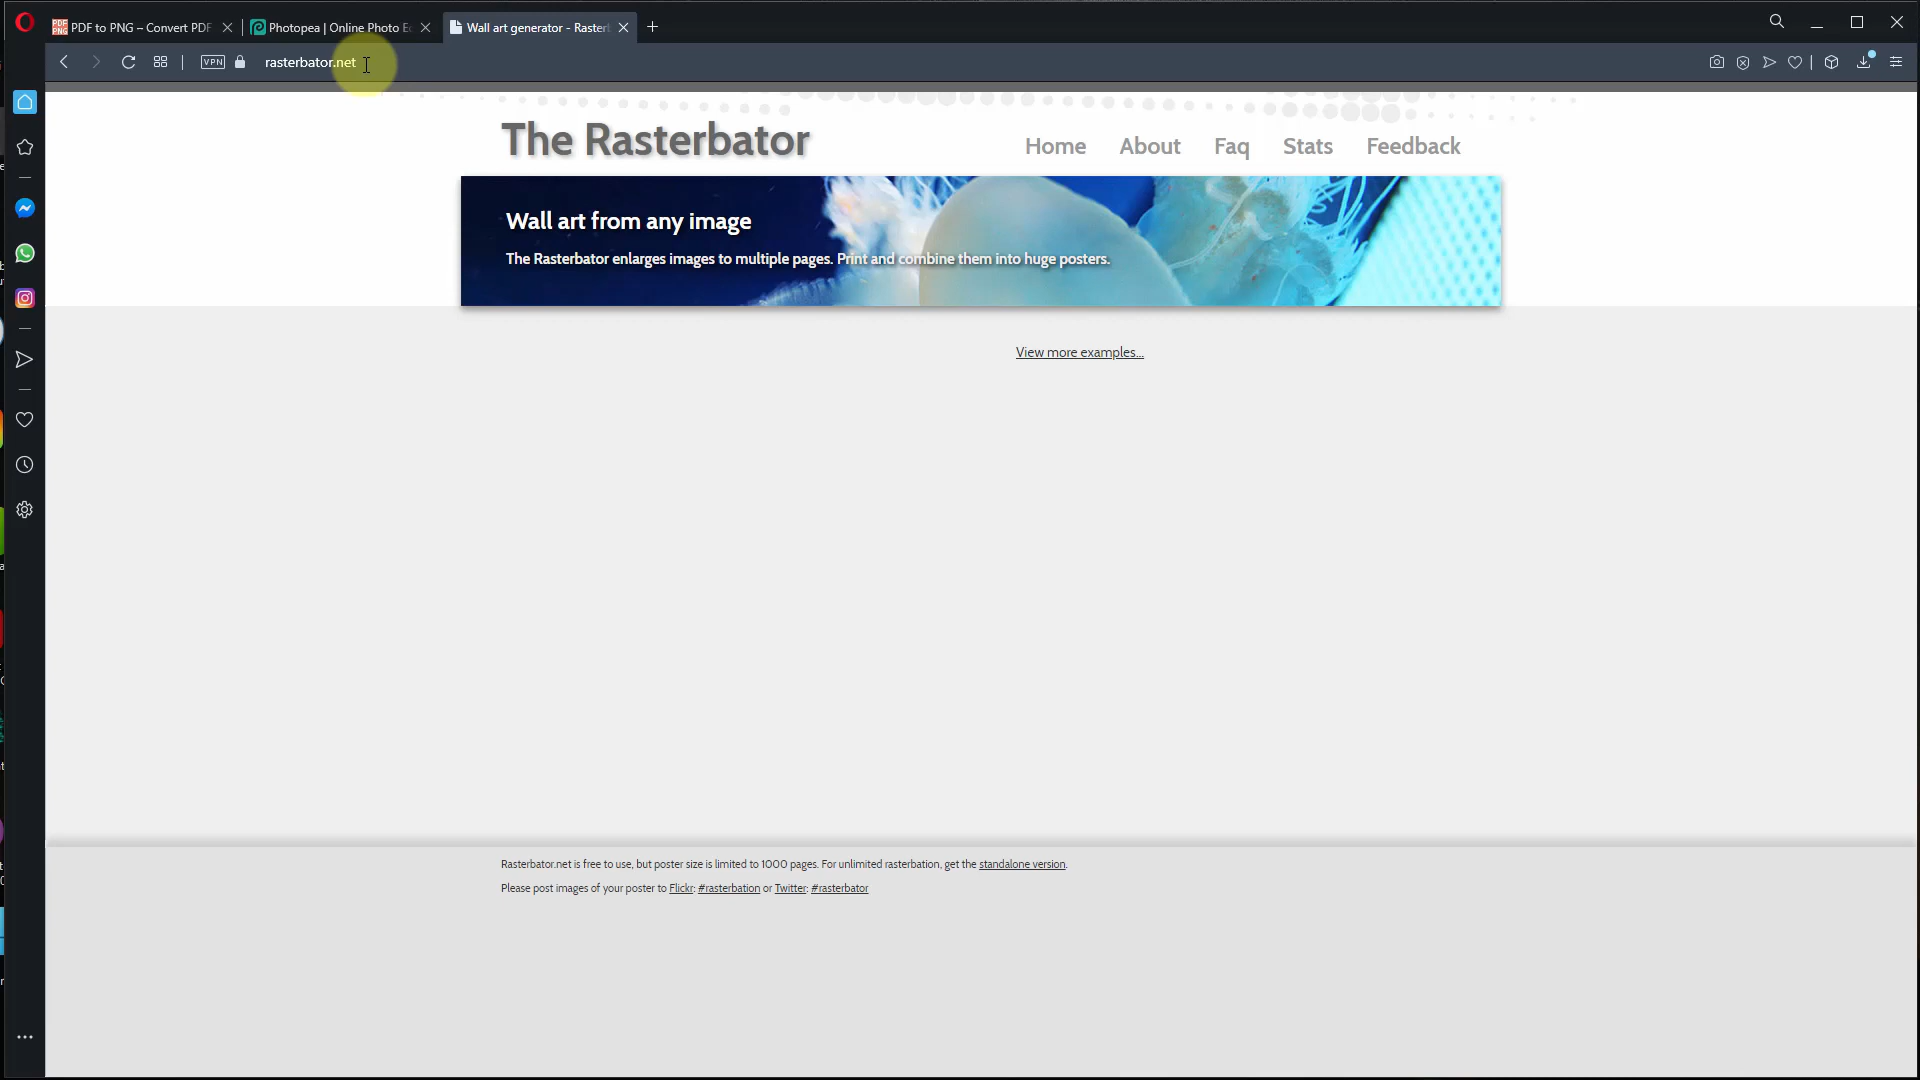 PDF to PNG – Convert PDF
Photopea | Online Photo Ed
Wall art generator - Raster
VPN
rasterbator.net
The Rasterbator
Home
About
Faq
Stats
Feedback
Wall art from any image
The Rasterbator enlarges images to multiple pages. Print and combine them into huge posters.
View more examples...
Rasterbator.net is free to use, but poster size is limited to 1000 pages. For unlimited rasterbation, get the standalone version.
Please post images of your poster to Flickr: #rasterbation or Twitter: #rasterbator